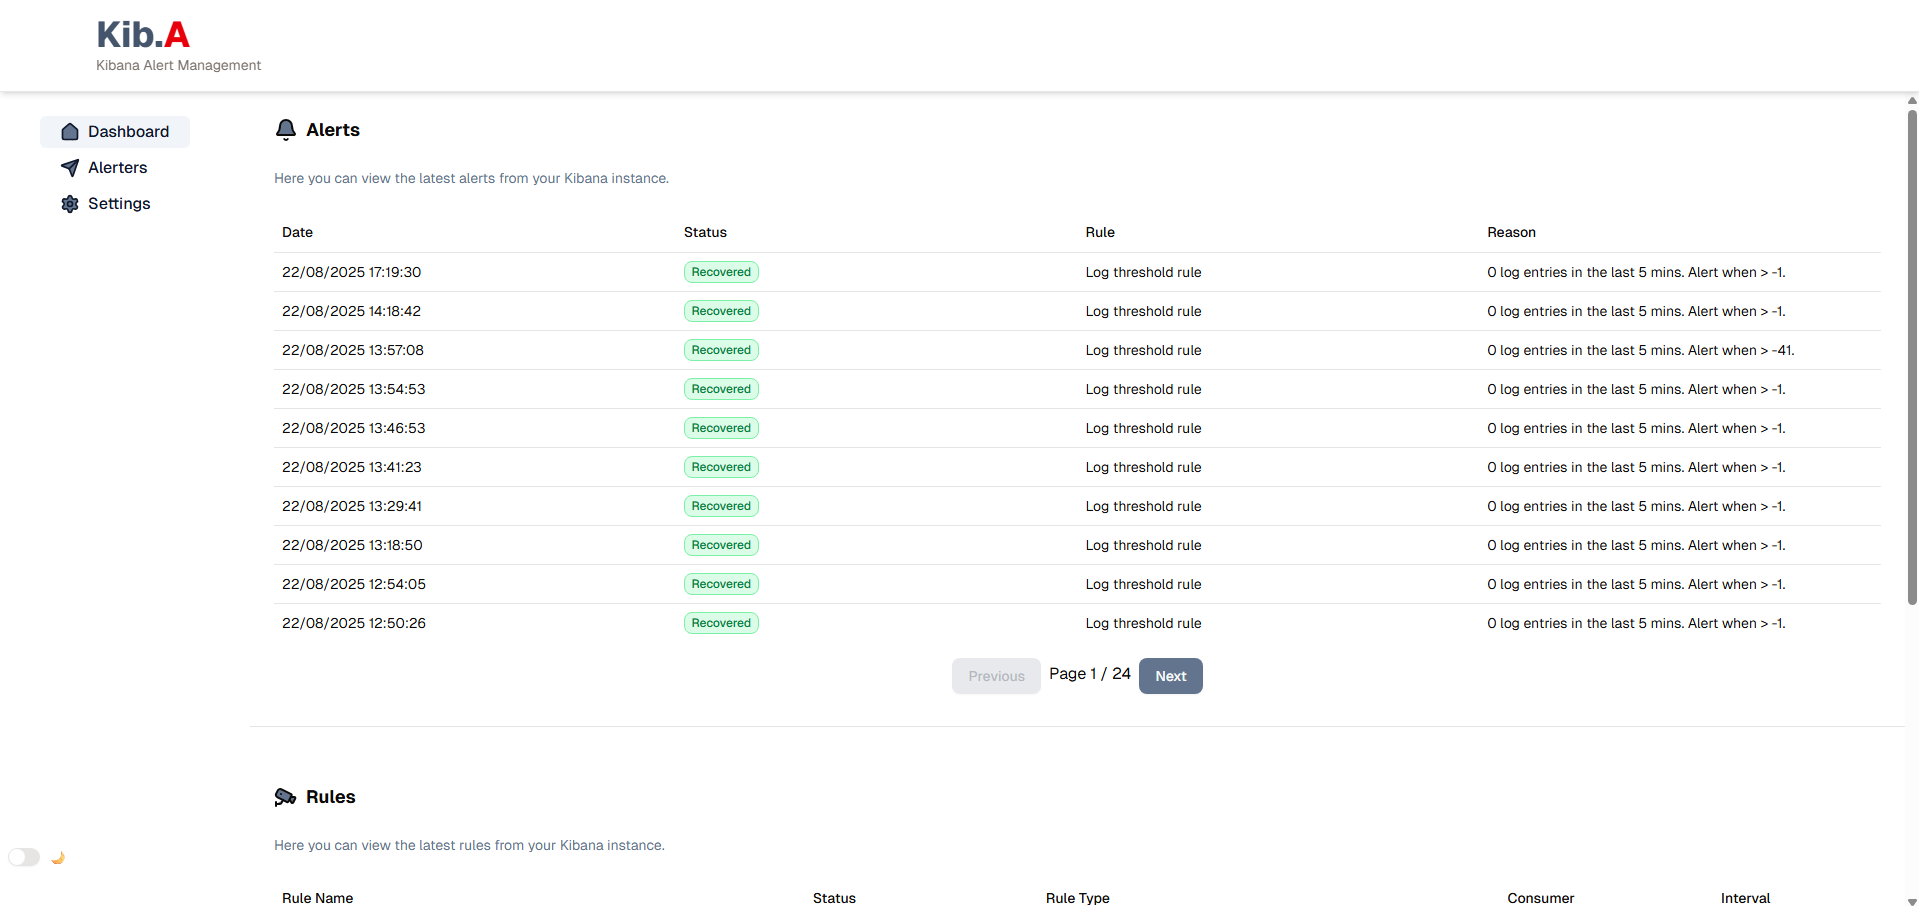 Kib.A
Kibana Alert Management
Dashboard
Alerters
Settings
Alerts
Here you can view the latest alerts from your Kibana instance.
Date Status Rule Reason
22/08/2025 17:19:30 Recovered Log threshold rule 0 log entries in the last 5 mins. Alert when > -1.
22/08/2025 14:18:42 Recovered Log threshold rule 0 log entries in the last 5 mins. Alert when > -1.
22/08/2025 13:57:08 Recovered Log threshold rule 0 log entries in the last 5 mins. Alert when > -41.
22/08/2025 13:54:53 Recovered Log threshold rule 0 log entries in the last 5 mins. Alert when > -1.
22/08/2025 13:46:53 Recovered Log threshold rule 0 log entries in the last 5 mins. Alert when > -1.
22/08/2025 13:41:23 Recovered Log threshold rule 0 log entries in the last 5 mins. Alert when > -1.
22/08/2025 13:29:41 Recovered Log threshold rule 0 log entries in the last 5 mins. Alert when > -1.
22/08/2025 13:18:50 Recovered Log threshold rule 0 log entries in the last 5 mins. Alert when > -1.
22/08/2025 12:54:05 Recovered Log threshold rule 0 log entries in the last 5 mins. Alert when > -1.
22/08/2025 12:50:26 Recovered Log threshold rule 0 log entries in the last 5 mins. Alert when > -1.
Previous Page 1 / 24 Next
Rules
Here you can view the latest rules from your Kibana instance.
Rule Name Status Rule Type Consumer Interval